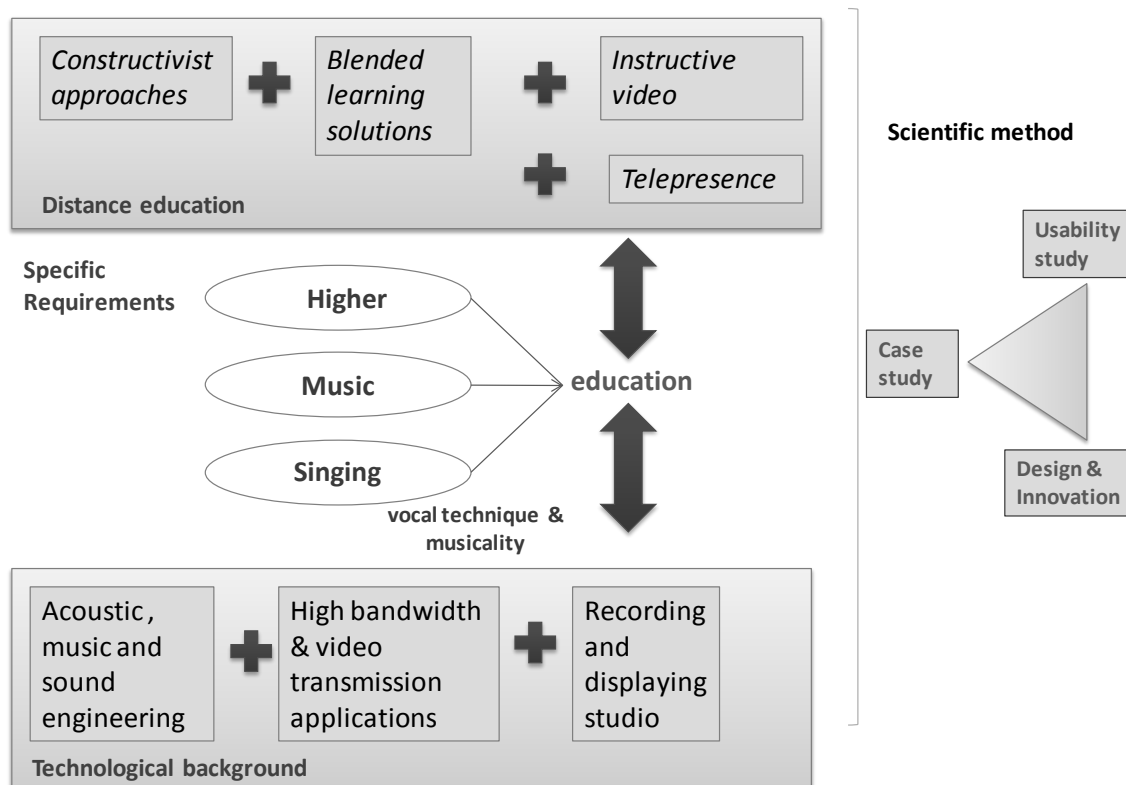 Constructivist
approaches
Blended
learning
solutions
Instructive
video
Telepresence
Distance education
Scientific method
Specific
Requirements
Higher
Music
Singing
education
vocal technique &
musicality
Usability
study
Case
study
Design &
Innovation
Acoustic ,
music and
sound
engineering
High bandwidth
& video
transmission
applications
Recording
and
displaying
studio
Technological background